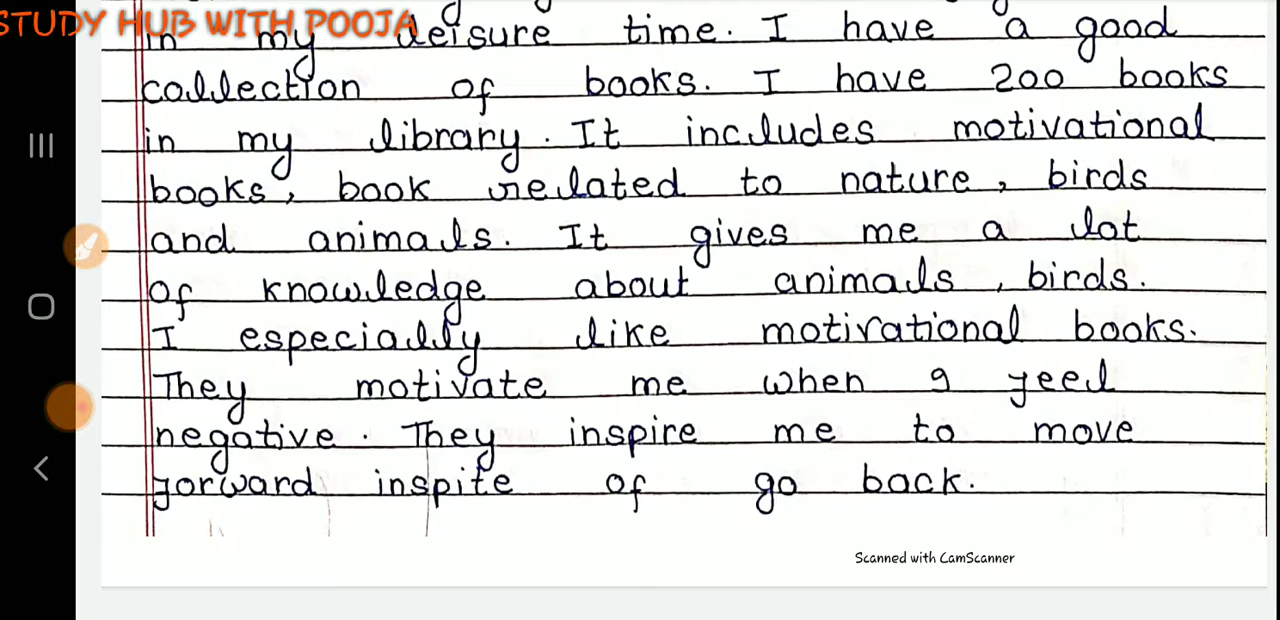 STUDY HUB WITH POOJA
in my leisure time. I have a good
collection of books. I have 200 books
in my library. It includes motivational
books, book related to nature, birds
and animals. It gives me a lot
of knowledge about animals, birds.
I especially like motivational books.
They motivate me when I feel
negative. They inspire me to move
forward inspite of go back.
Scanned with CamScanner